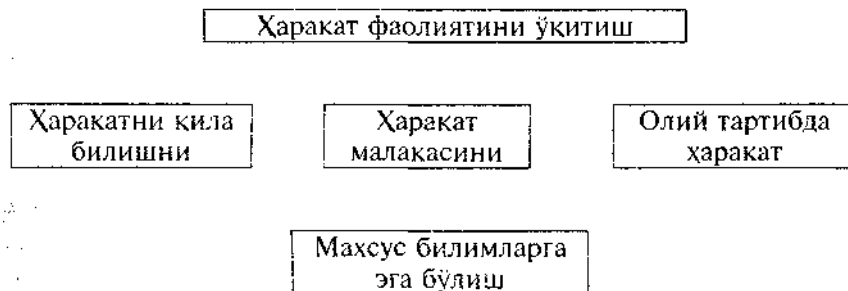 Ҳаракат фаолиятини ўқитиш
Ҳаракатни қила
билишни
Ҳаракат
малакасини
Олий тартибда
ҳаракат
Махсус билимларга
эга бўлиш